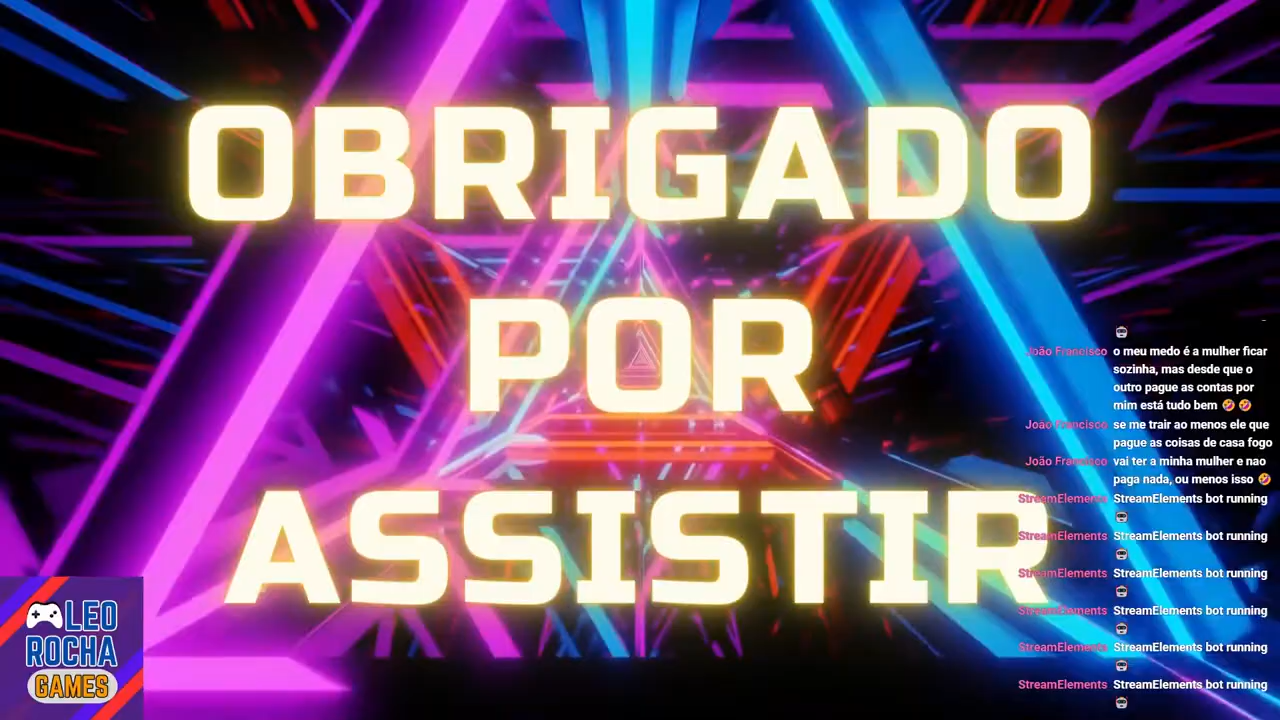 OBRIGADO
POR
ASSISTIR
João Francisco o meu medo é a mulher ficar
sozinha, mas desde que o
outro pague as contas por
mim está tudo bem 🤣 🤣
João Francisco se me trair ao menos ele que
pague as coisas de casa fogo
João Francisco vai ter a minha mulher e nao
paga nada, ou menos isso 🤣
StreamElements StreamElements bot running
StreamElements StreamElements bot running
StreamElements StreamElements bot running
StreamElements StreamElements bot running
StreamElements StreamElements bot running
StreamElements StreamElements bot running
LEO
ROCHA
GAMES